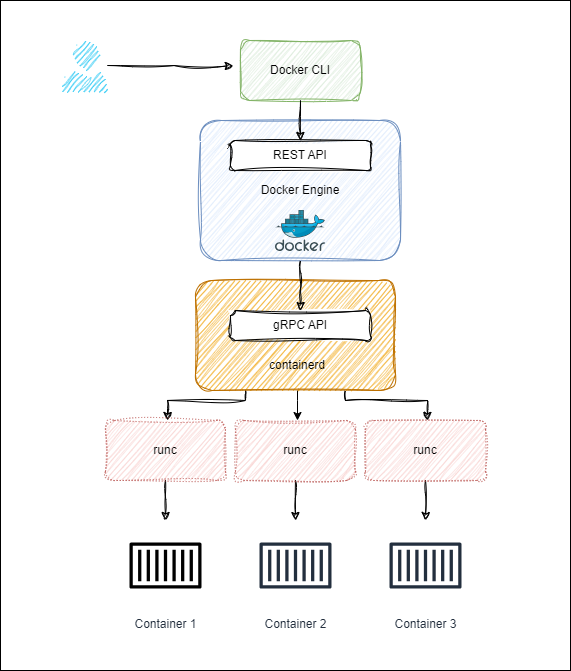 Docker CLI
REST API
Docker Engine
docker
gRPC API
containerd
runc
runc
runc
Container 1
Container 2
Container 3